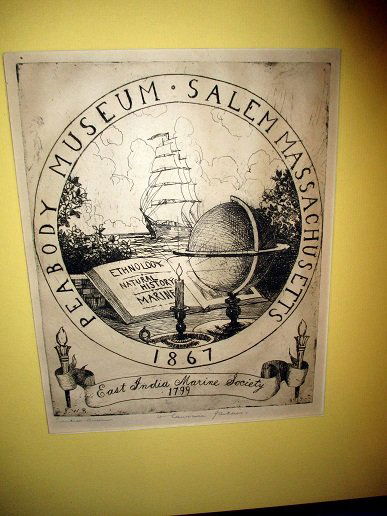 PEABODY MUSEUM · SALEM MASSACHUSETTS
ETHNOLOGY
NATURAL
HISTORY
MARINE
1867
East India Marine Society
1799